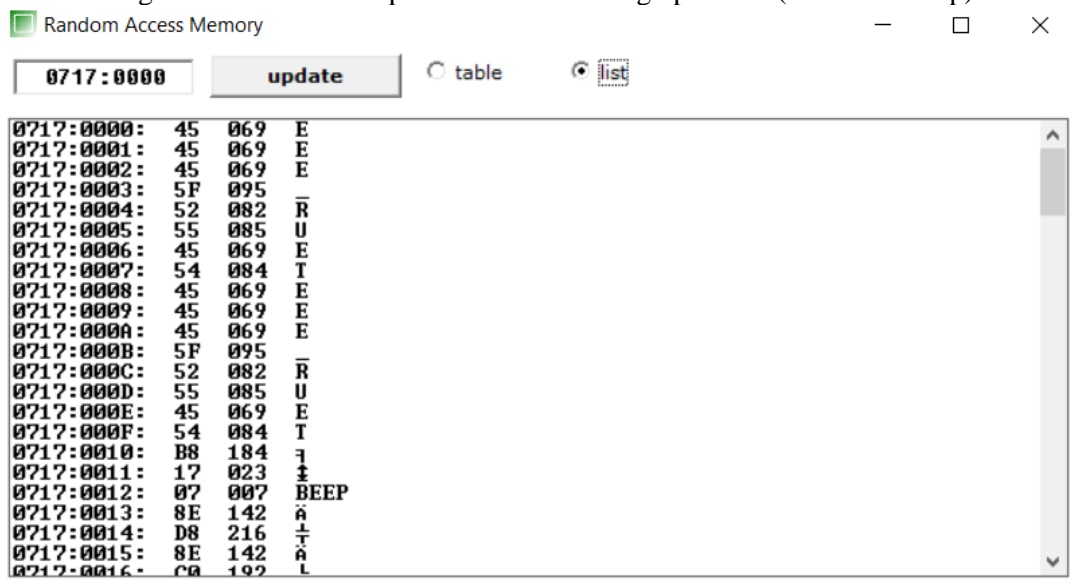 Random Access Memory
0717:0000 update table list
0717:0000: 45 069 E
0717:0001: 45 069 E
0717:0002: 45 069 E
0717:0003: 5F 095 _
0717:0004: 52 082 R
0717:0005: 55 085 U
0717:0006: 45 069 E
0717:0007: 54 084 T
0717:0008: 45 069 E
0717:0009: 45 069 E
0717:000A: 45 069 E
0717:000B: 5F 095 _
0717:000C: 52 082 R
0717:000D: 55 085 U
0717:000E: 45 069 E
0717:000F: 54 084 T
0717:0010: B8 184 ╕
0717:0011: 17 023 ↨
0717:0012: 07 007 BEEP
0717:0013: 8E 142 Ä
0717:0014: D8 216 ╪
0717:0015: 8E 142 Ä
0717:0016: C0 192 └